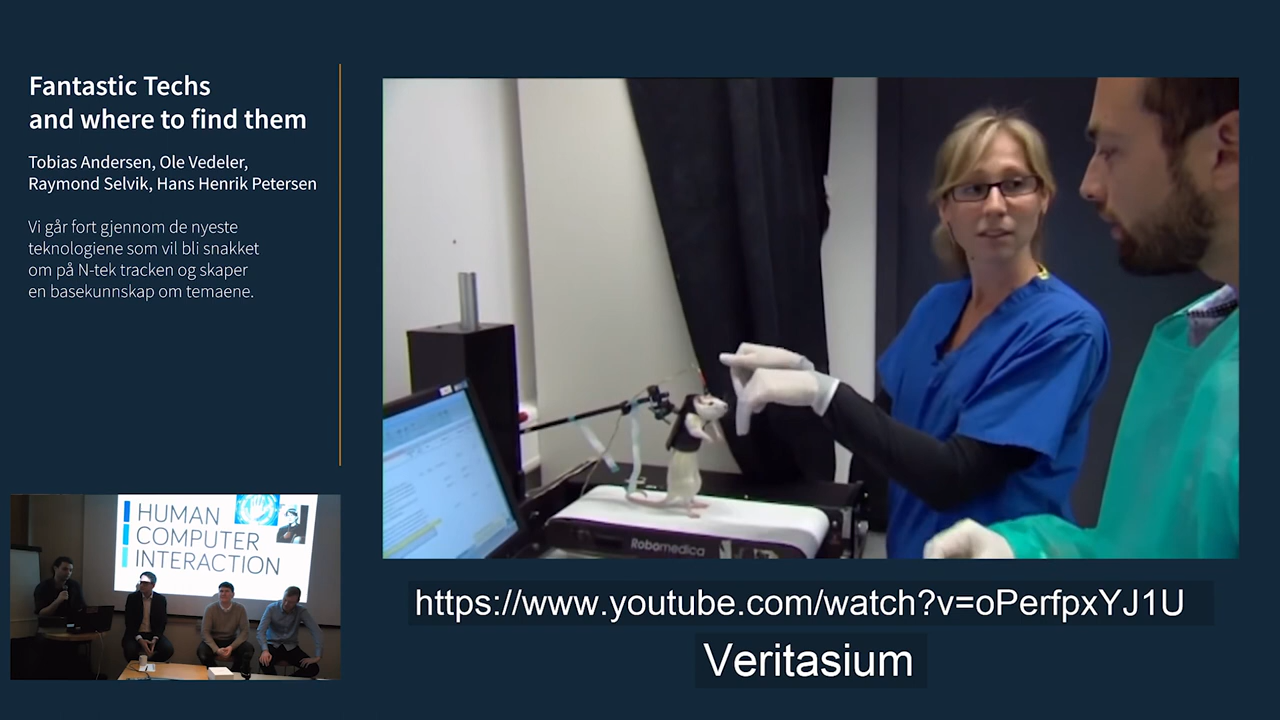 Fantastic Techs
and where to find them
Tobias Andersen, Ole Vedeler,
Raymond Selvik, Hans Henrik Petersen
Vi går fort gjennom de nyeste
teknologiene som vil bli snakket
om på N-tek tracken og skaper
en basekunnskap om temaene.
HUMAN
COMPUTER
INTERACTION
Robomedica
https://www.youtube.com/watch?v=oPerfpxYJ1U
Veritasium